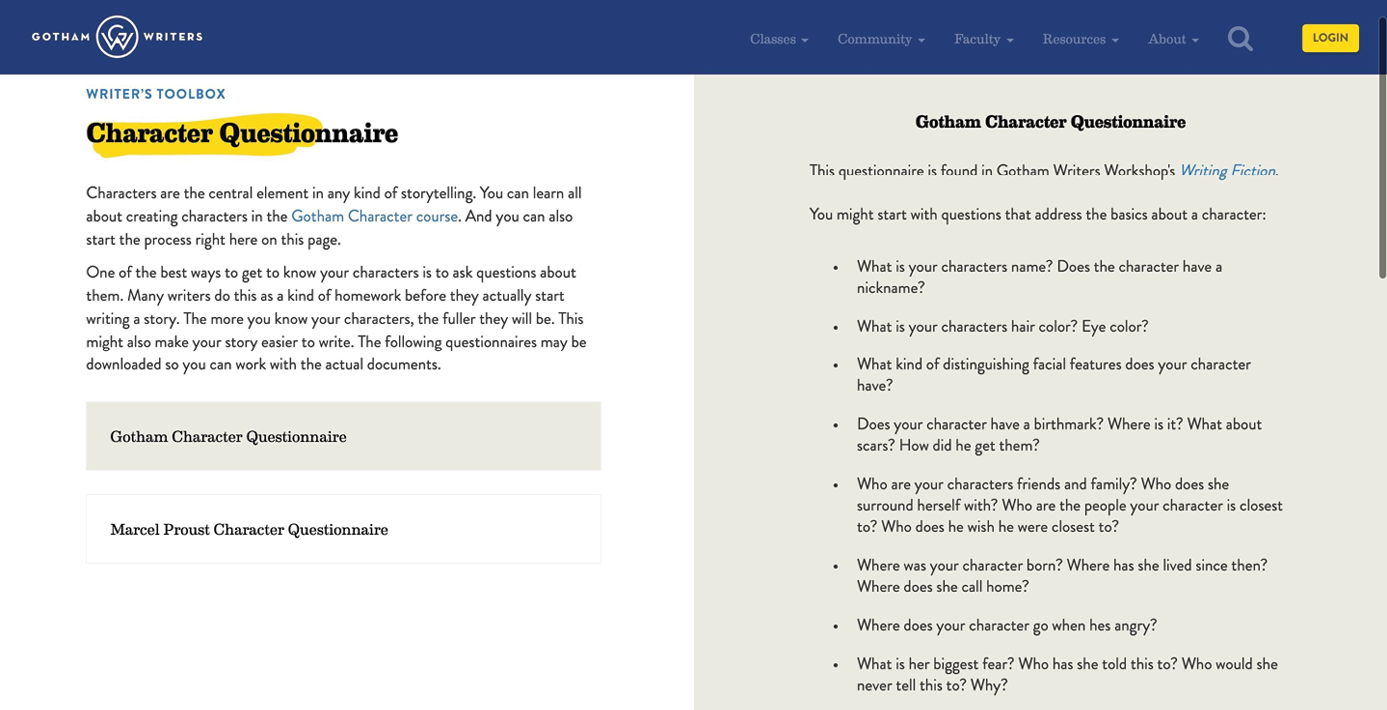 GOTHAM GW WRITERS
Classes Community Faculty Resources About LOGIN
WRITER'S TOOLBOX
Character Questionnaire
Characters are the central element in any kind of storytelling. You can learn all
about creating characters in the Gotham Character course. And you can also
start the process right here on this page.
One of the best ways to get to know your characters is to ask questions about
them. Many writers do this as a kind of homework before they actually start
writing a story. The more you know your characters, the fuller they will be. This
might also make your story easier to write. The following questionnaires may be
downloaded so you can work with the actual documents.
Gotham Character Questionnaire
Marcel Proust Character Questionnaire
Gotham Character Questionnaire
This questionnaire is found in Gotham Writers Workshop's Writing Fiction.
You might start with questions that address the basics about a character:
• What is your characters name? Does the character have a
nickname?
• What is your characters hair color? Eye color?
• What kind of distinguishing facial features does your character
have?
• Does your character have a birthmark? Where is it? What about
scars? How did he get them?
• Who are your characters friends and family? Who does she
surround herself with? Who are the people your character is closest
to? Who does he wish he were closest to?
• Where was your character born? Where has she lived since then?
Where does she call home?
• Where does your character go when hes angry?
• What is her biggest fear? Who has she told this to? Who would she
never tell this to? Why?